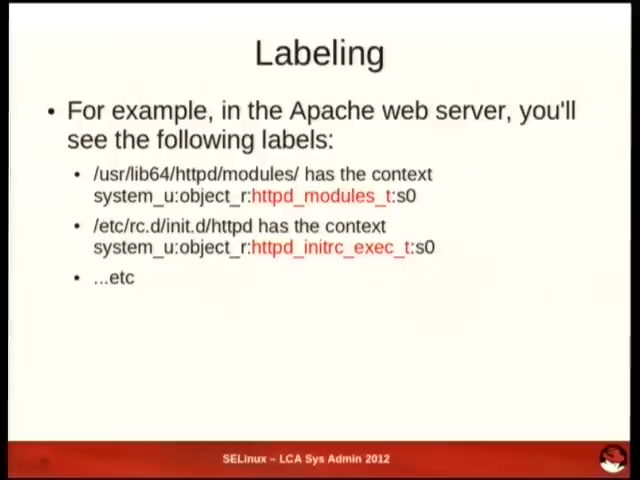 Labeling
• For example, in the Apache web server, you'll
see the following labels:
• /usr/lib64/httpd/modules/ has the context
system_u:object_r:httpd_modules_t:s0
• /etc/rc.d/init.d/httpd has the context
system_u:object_r:httpd_initrc_exec_t:s0
• ...etc
SELinux – LCA Sys Admin 2012